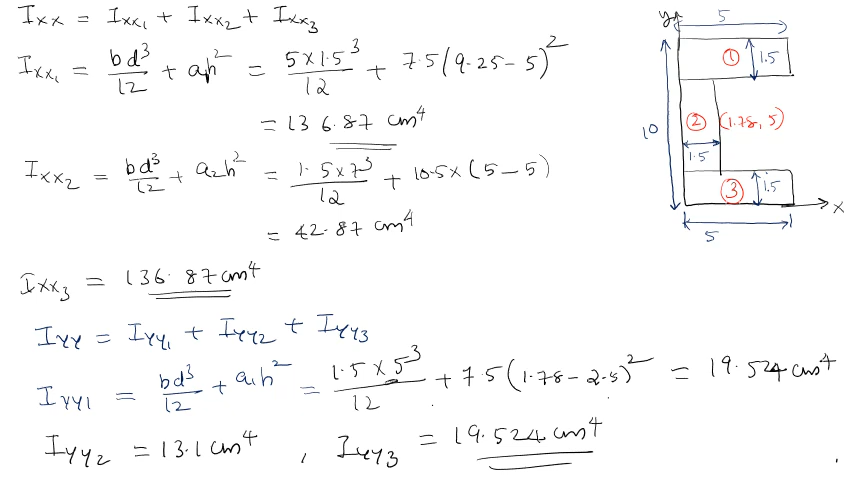 Ixx = Ixx₁ + Ixx₂ + Ixx₃
Ixx₁ = bd³/12 + a₁h² = 5×1.5³/12 + 7.5(9.25-5)²
= 136.87 cm⁴
Ixx₂ = bd³/12 + a₂h² = 1.5×7³/12 + 10.5×(5-5)
= 42.87 cm⁴
Ixx₃ = 136.87 cm⁴
Iyy = Iyy₁ + Iyy₂ + Iyy₃
Iyy1 = bd³/12 + a₁h² = 1.5×5³/12 + 7.5(1.78-2.5)² = 19.524 cm⁴
Iyy2 = 13.1 cm⁴ , Iyy3 = 19.524 cm⁴
y
5
① 1.5
10
② (1.78, 5)
1.5
③ 1.5
x
5